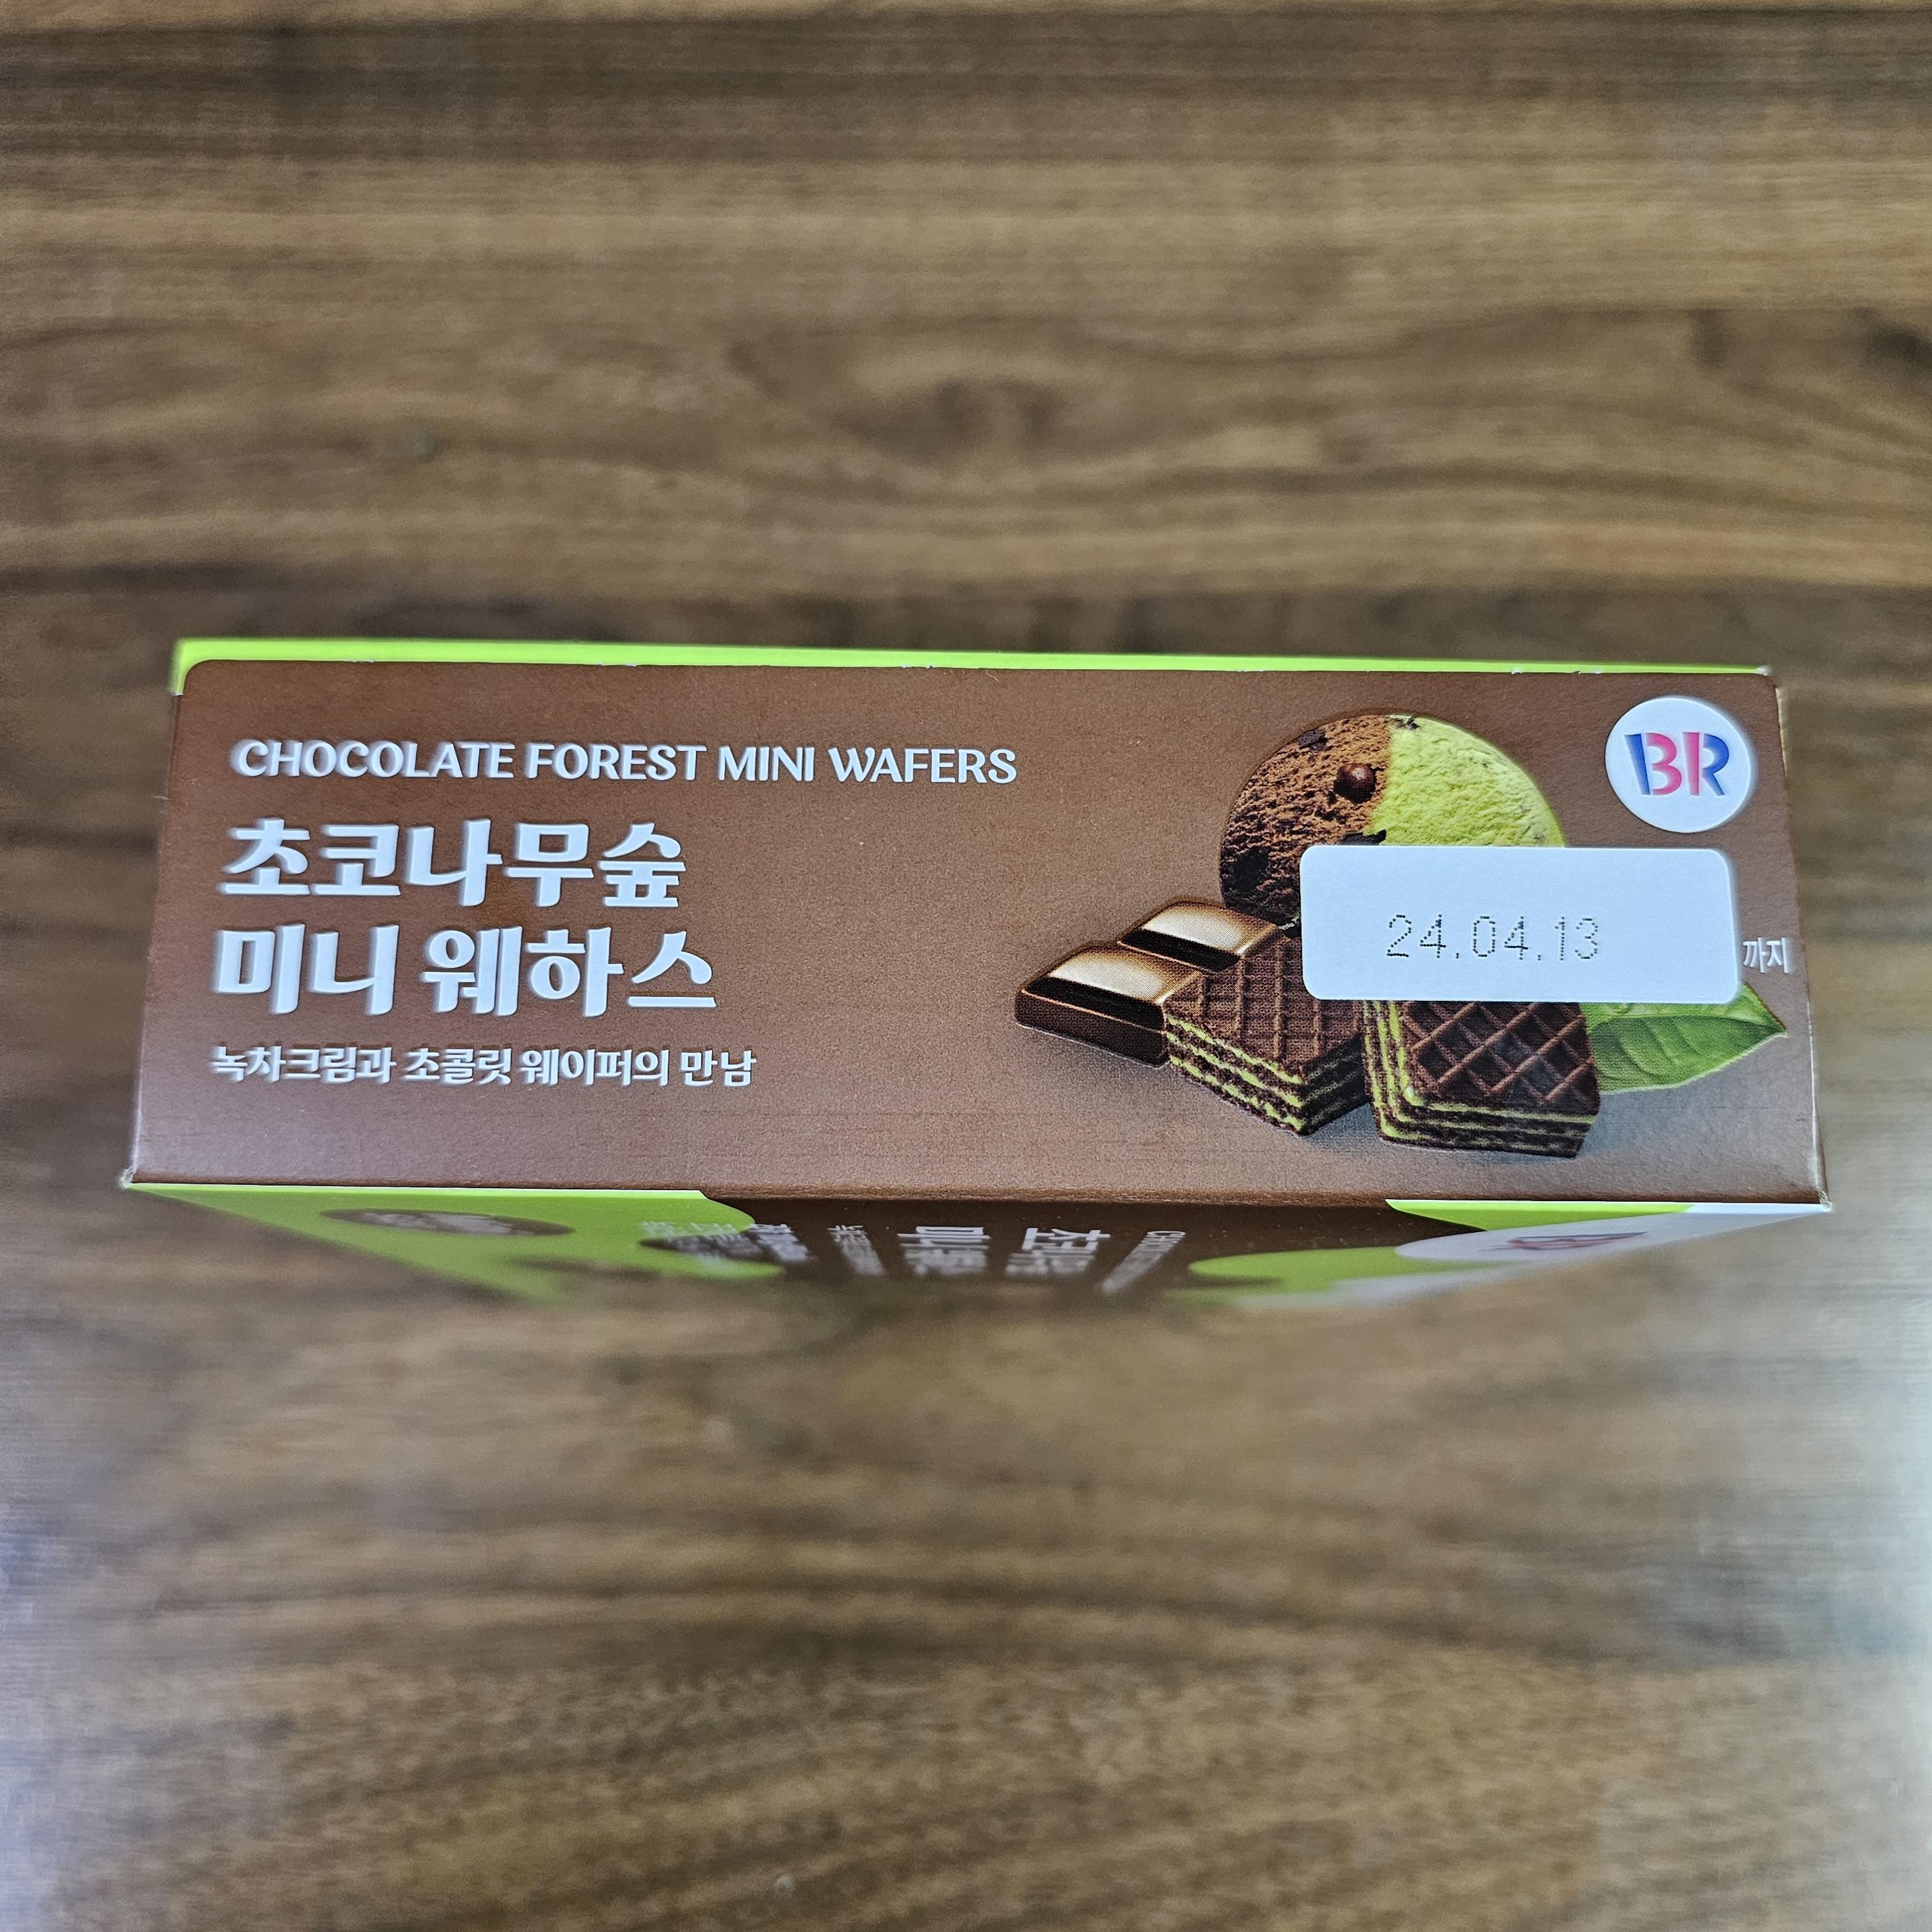 CHOCOLATE FOREST MINI WAFERS
BR
초코나무숲
미니 웨하스
24.04.13
까지
녹차크림과 초콜릿 웨이퍼의 만남